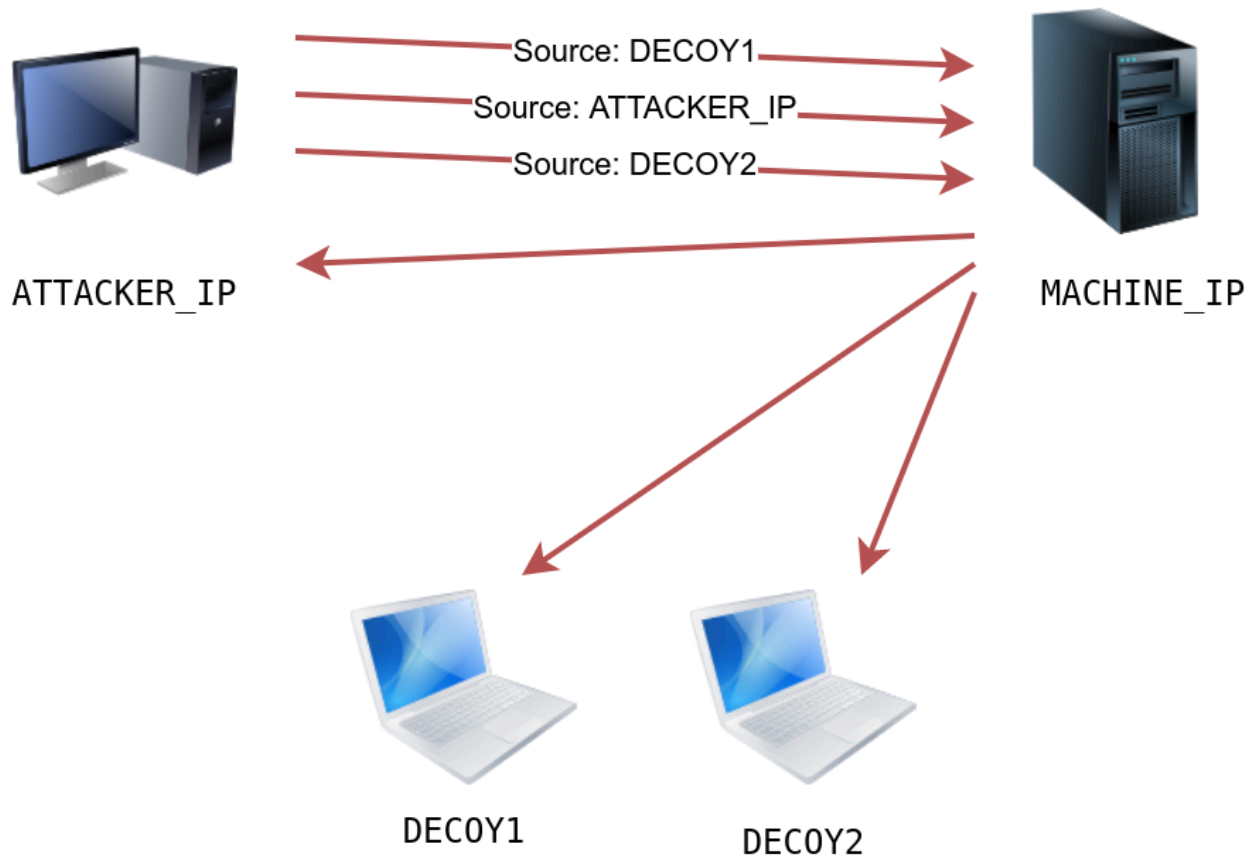 Source: DECOY1
Source: ATTACKER_IP
Source: DECOY2
ATTACKER_IP
MACHINE_IP
DECOY1
DECOY2